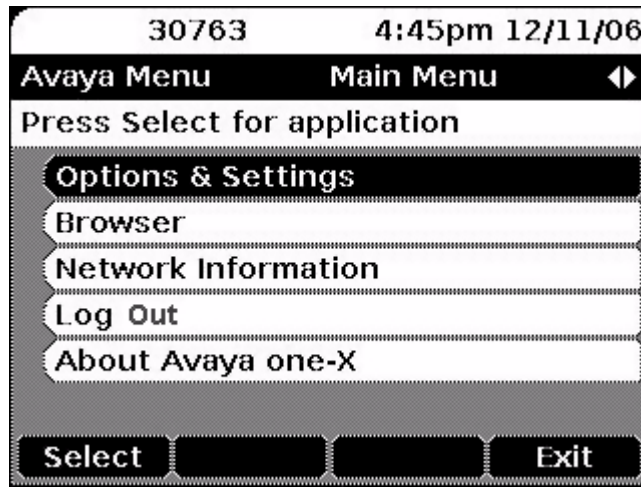 30763 4:45pm 12/11/06
Avaya Menu Main Menu
Press Select for application
Options & Settings
Browser
Network Information
Log Out
About Avaya one-X
Select Exit